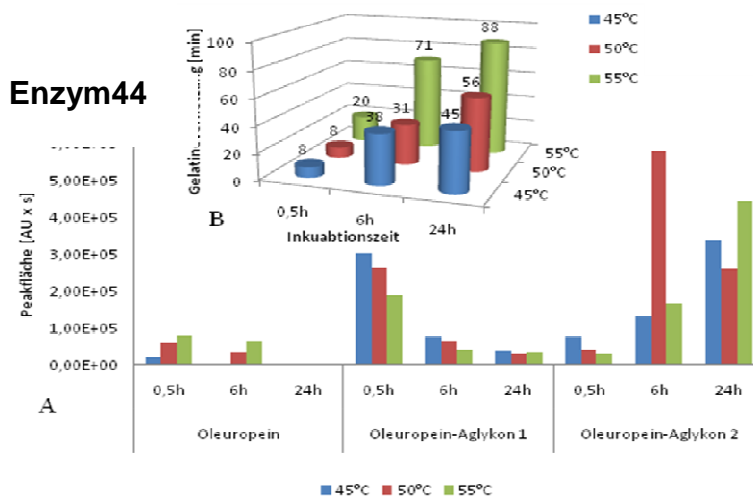 100
80
60
40
20
0
[min]
8
8
20
38
31
71
45
56
88
55°C
50°C
45°C
0,5h
6h
24h
Inkuabtionszeit
B
45°C
50°C
55°C
Enzym44
Peakfläche [AU x s]
5,00E+05
4,00E+05
3,00E+05
2,00E+05
1,00E+05
0,00E+00
0,5h 6h 24h 0,5h 6h 24h 0,5h 6h 24h
A
Oleuropein Oleuropein-Aglykon 1 Oleuropein-Aglykon 2
45°C 50°C 55°C